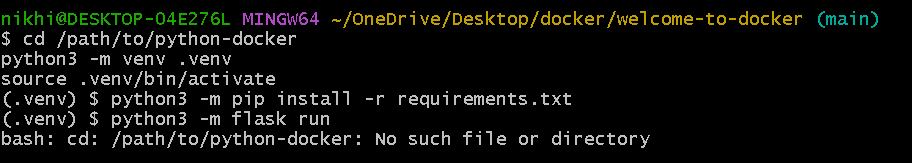 nikhi@DESKTOP-04E276L MINGW64 ~/OneDrive/Desktop/docker/welcome-to-docker (main)
$ cd /path/to/python-docker
python3 -m venv .venv
source .venv/bin/activate
(.venv) $ python3 -m pip install -r requirements.txt
(.venv) $ python3 -m flask run
bash: cd: /path/to/python-docker: No such file or directory